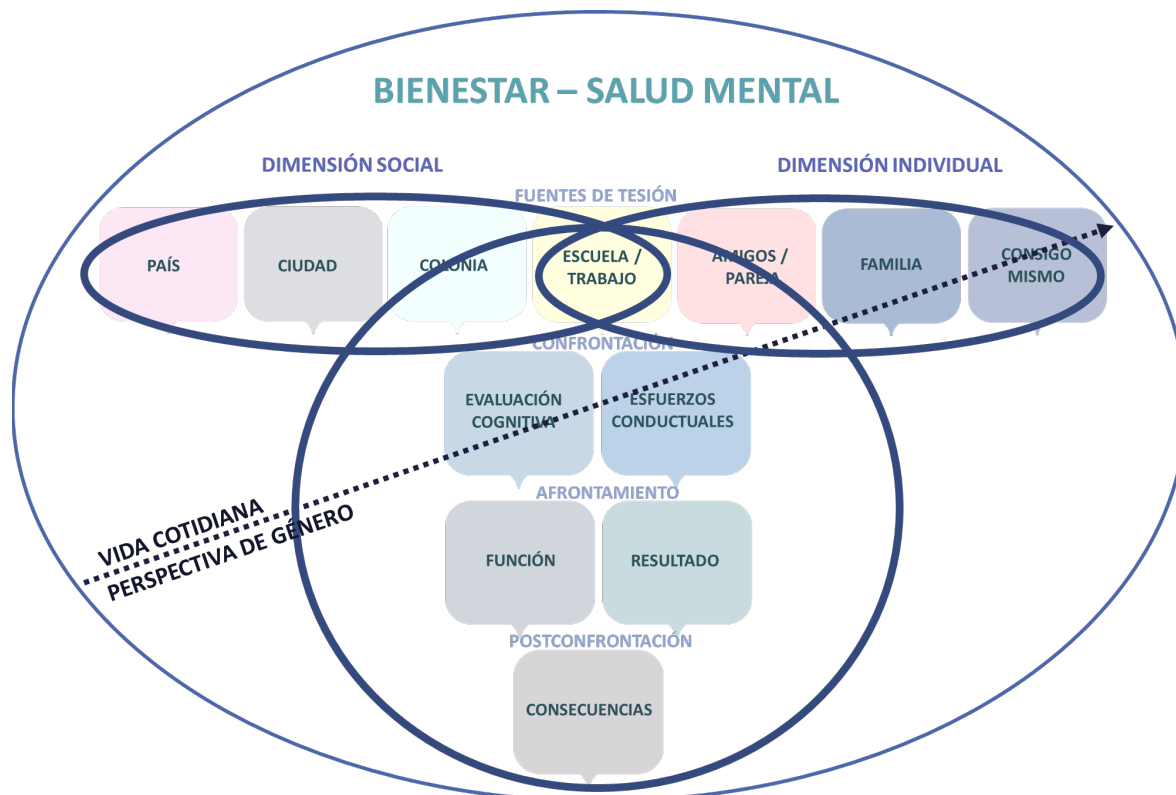 BIENESTAR – SALUD MENTAL
DIMENSIÓN SOCIAL
DIMENSIÓN INDIVIDUAL
FUENTES DE TESIÓN
PAÍS
CIUDAD
COLONIA
ESCUELA /
TRABAJO
AMIGOS /
PAREJA
FAMILIA
CONSIGO
MISMO
CONFRONTACIÓN
EVALUACIÓN
COGNITIVA
ESFUERZOS
CONDUCTUALES
AFRONTAMIENTO
VIDA COTIDIANA
PERSPECTIVA DE GÉNERO
FUNCIÓN
RESULTADO
POSTCONFRONTACIÓN
CONSECUENCIAS